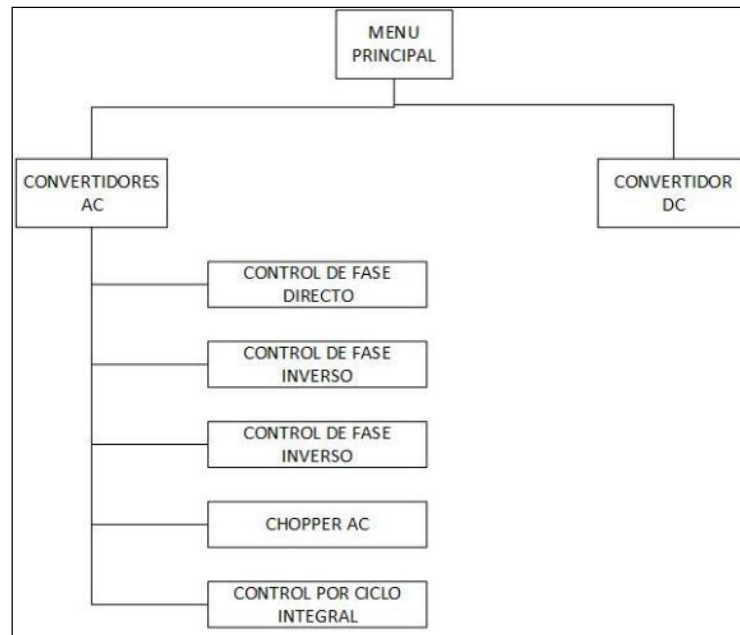 MENU
PRINCIPAL
CONVERTIDORES
AC
CONVERTIDOR
DC
CONTROL DE FASE
DIRECTO
CONTROL DE FASE
INVERSO
CONTROL DE FASE
INVERSO
CHOPPER AC
CONTROL POR CICLO
INTEGRAL